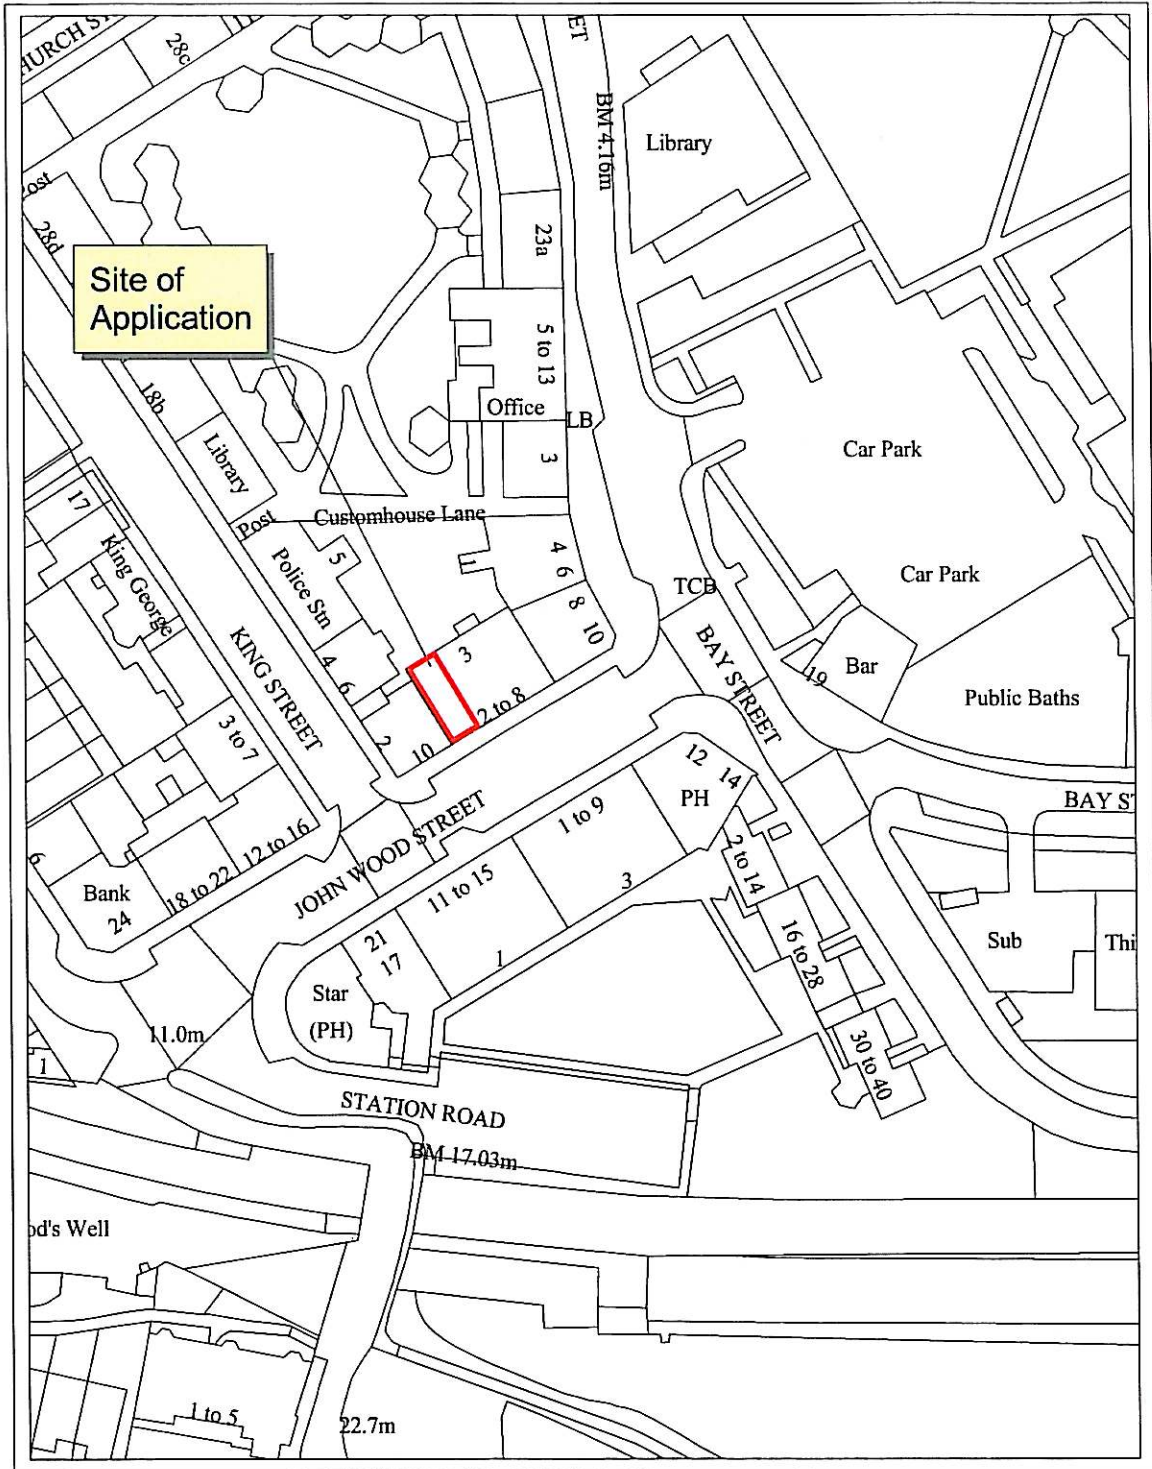 HURCH ST
28c
ET
BM 4.16m
Library
ost
28d
23a
Site of
Application
5 to 13
18b
Office
LB
Library
3
Car Park
17
Post
Customhouse Lane
King George
Police Stn
5
1
4
6
Car Park
TCB
8
10
3
KING STREET
4
6
BAY STREET
19
Bar
2 to 8
Public Baths
3 to 7
2
10
12
14
PH
BAY ST
JOHN WOOD STREET
1 to 9
6
12 to 16
2 to 14
Bank
24
18 to 22
11 to 15
3
21
17
16 to 28
Sub
Thi
1
Star
(PH)
11.0m
1
30 to 40
STATION ROAD
BM 17.03m
od's Well
1 to 5
22.7m